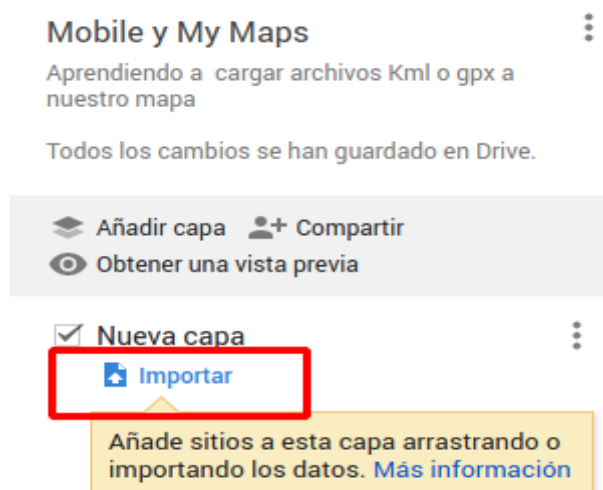 Mobile y My Maps
Aprendiendo a cargar archivos Kml o gpx a
nuestro mapa
Todos los cambios se han guardado en Drive.
Añadir capa Compartir
Obtener una vista previa
Nueva capa
Importar
Añade sitios a esta capa arrastrando o
importando los datos. Más información